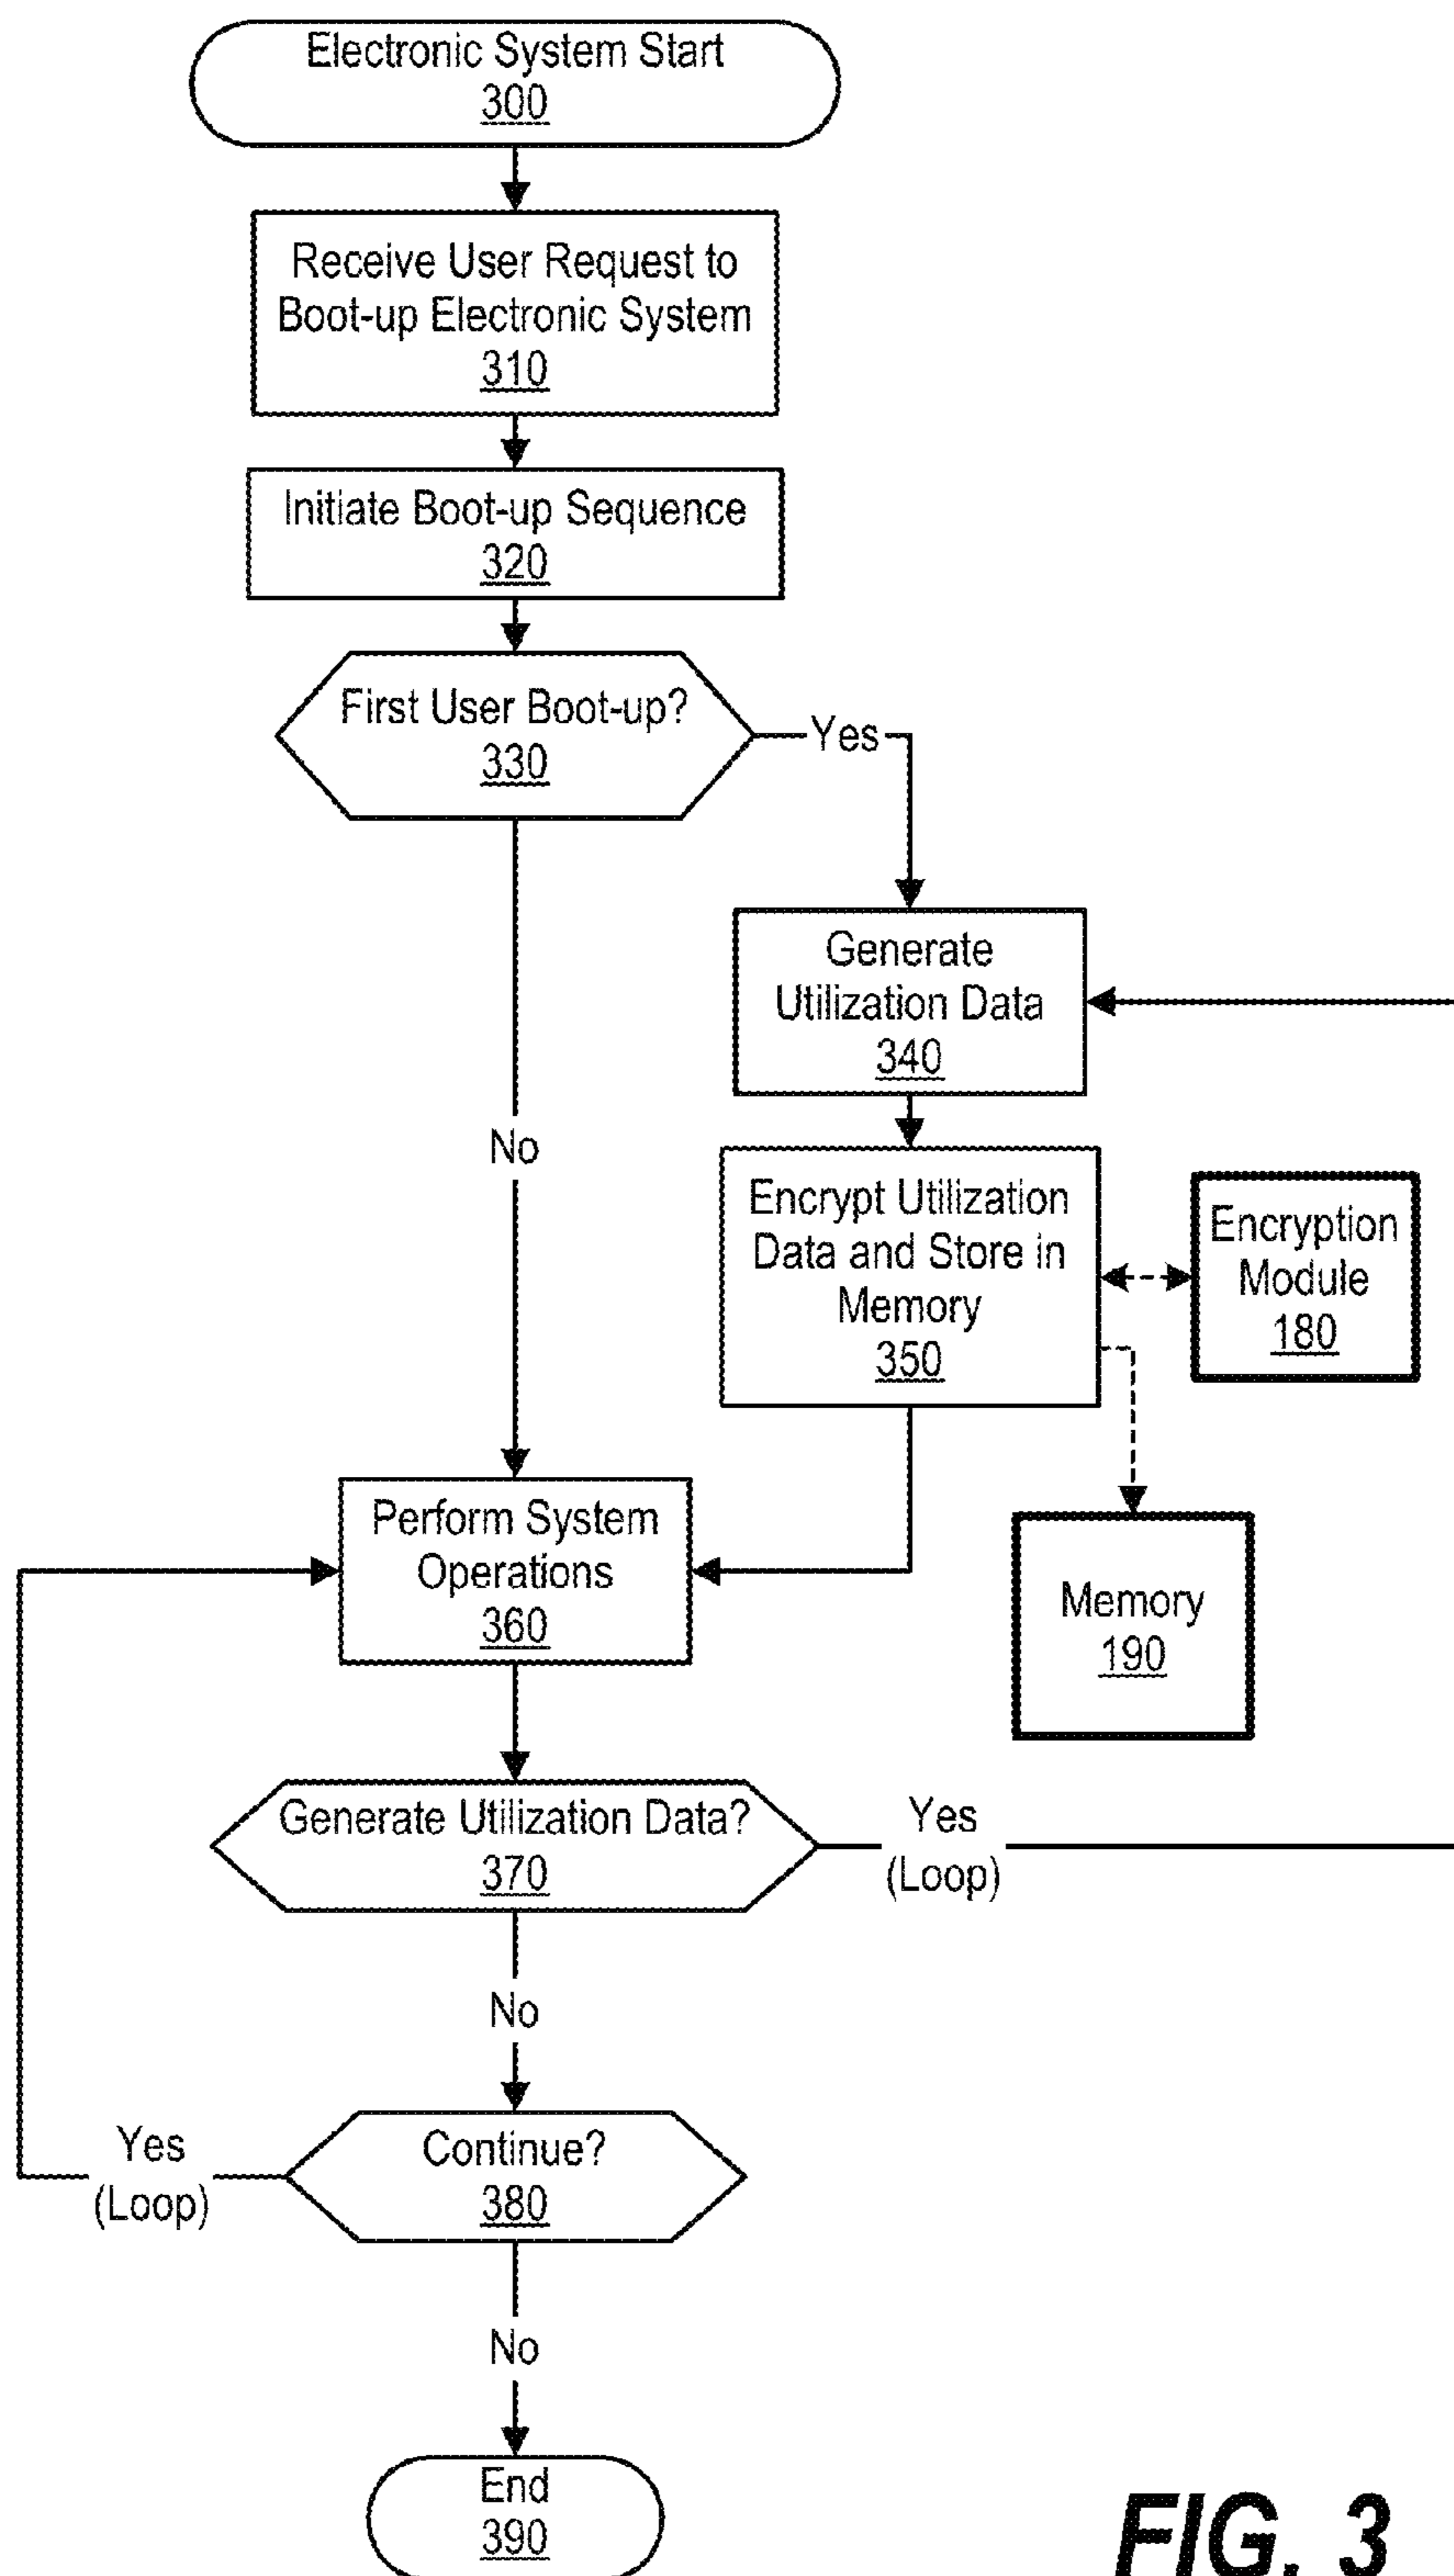 Electronic System Start
300
Receive User Request to
Boot-up Electronic System
310
Initiate Boot-up Sequence
320
First User Boot-up?
330
Yes
Generate
Utilization Data
340
No
Encrypt Utilization
Data and Store in
Memory
350
Encryption
Module
180
Perform System
Operations
360
Memory
190
Generate Utilization Data?
370
Yes
(Loop)
No
Continue?
380
Yes
(Loop)
No
End
390
FIG. 3